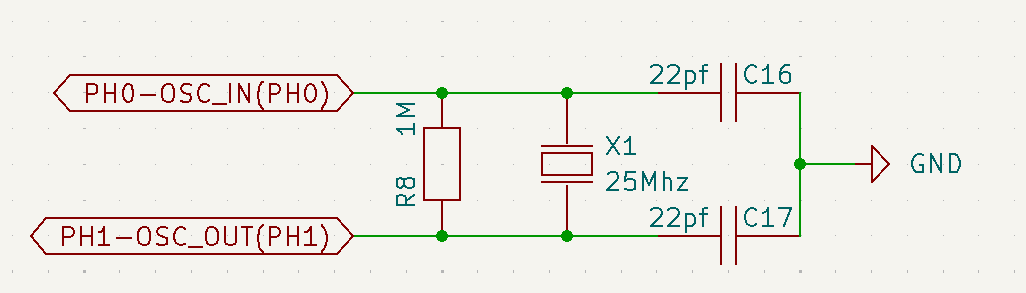 22pf C16
PH0-OSC_IN(PH0)
1M
X1
GND
25Mhz
R8
22pf C17
PH1-OSC_OUT(PH1)